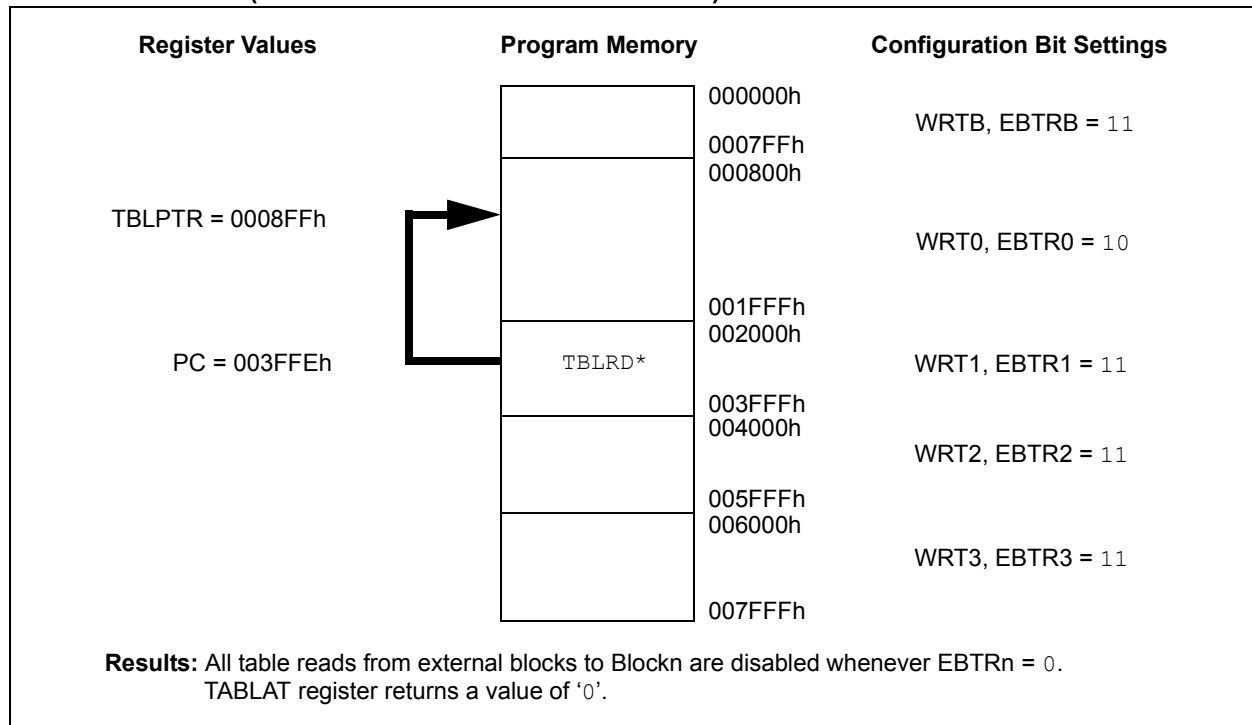 Register Values Program Memory Configuration Bit Settings
000000h
WRTB, EBTRB = 11
0007FFh
000800h
TBLPTR = 0008FFh
WRT0, EBTR0 = 10
001FFFh
002000h
PC = 003FFEh TBLRD* WRT1, EBTR1 = 11
003FFFh
004000h
WRT2, EBTR2 = 11
005FFFh
006000h
WRT3, EBTR3 = 11
007FFFh
Results: All table reads from external blocks to Blockn are disabled whenever EBTRn = 0.
TABLAT register returns a value of ‘0’.